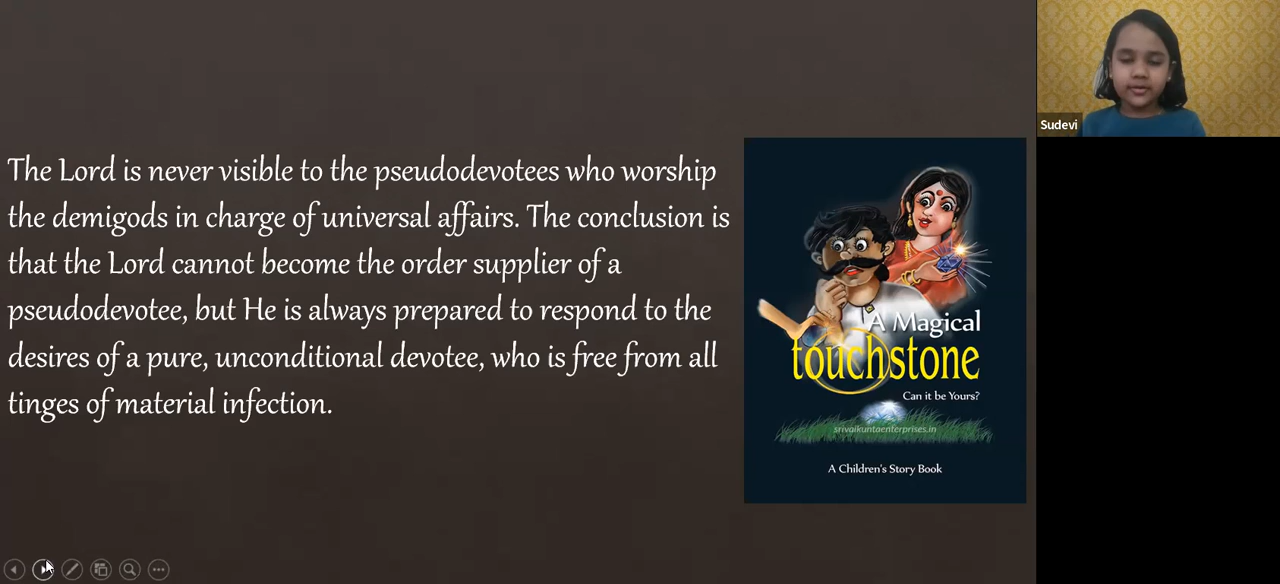 The Lord is never visible to the pseudodevotees who worship
the demigods in charge of universal affairs. The conclusion is
that the Lord cannot become the order supplier of a
pseudodevotee, but He is always prepared to respond to the
desires of a pure, unconditional devotee, who is free from all
tinges of material infection.
A Magical
touchstone
Can it be Yours?
srivaikuntaenterprises.in
A Children's Story Book
Sudevi